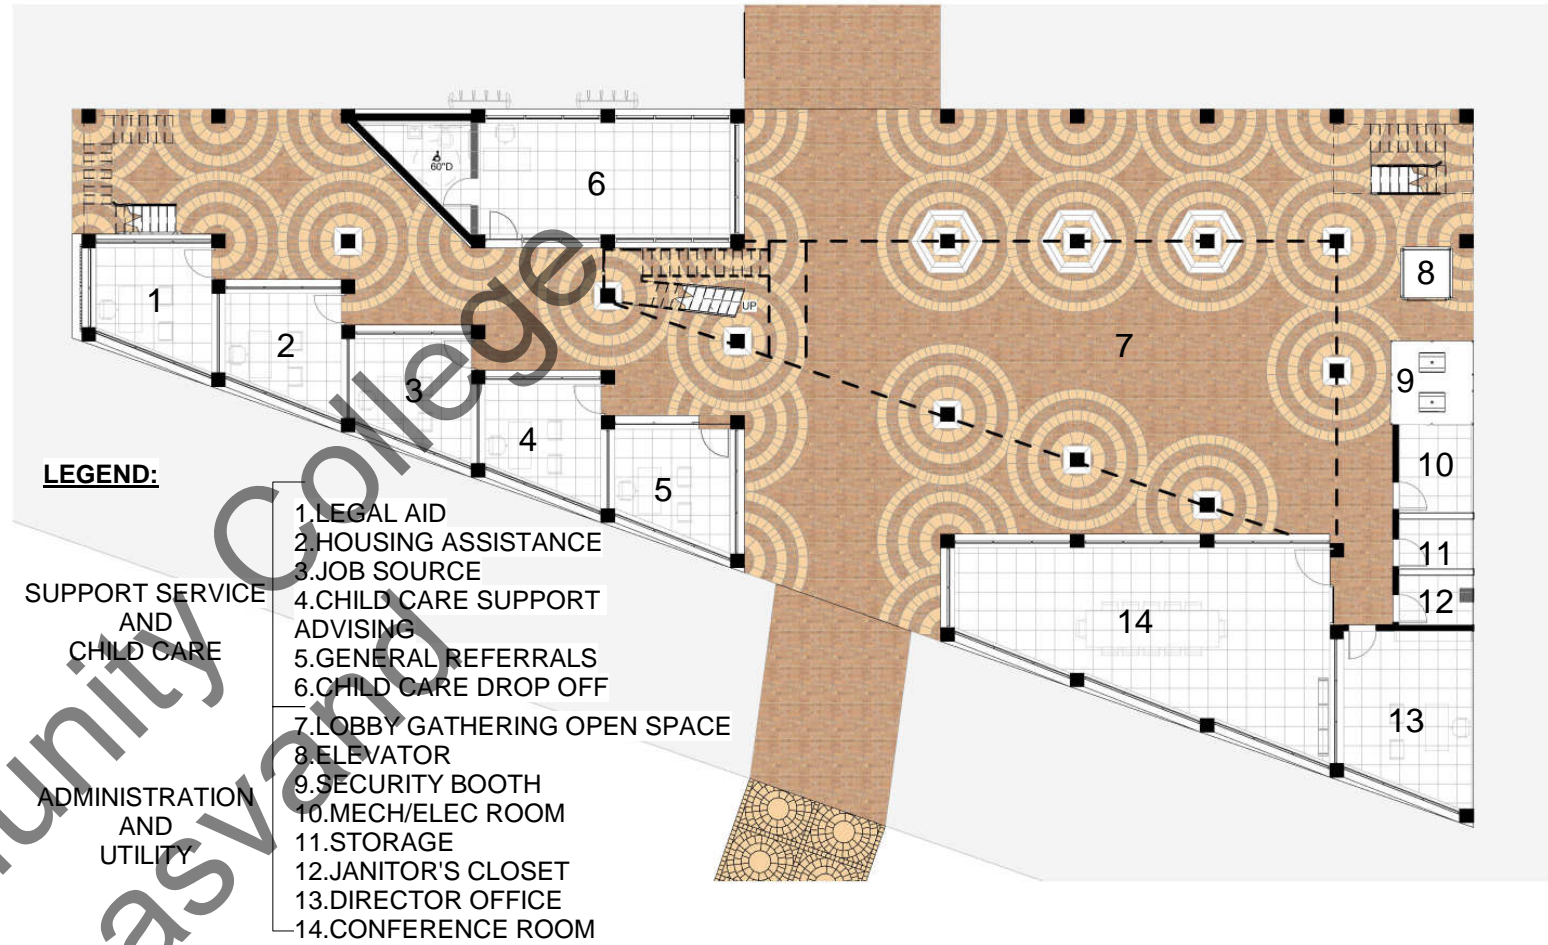 6
60"D
1
8
UP
2
7
9
3
4
10
5
11
12
14
13
LEGEND:
SUPPORT SERVICE
AND
CHILD CARE
1.LEGAL AID
2.HOUSING ASSISTANCE
3.JOB SOURCE
4.CHILD CARE SUPPORT
ADVISING
5.GENERAL REFERRALS
6.CHILD CARE DROP OFF
ADMINISTRATION
AND
UTILITY
7.LOBBY GATHERING OPEN SPACE
8.ELEVATOR
9.SECURITY BOOTH
10.MECH/ELEC ROOM
11.STORAGE
12.JANITOR'S CLOSET
13.DIRECTOR OFFICE
14.CONFERENCE ROOM
College